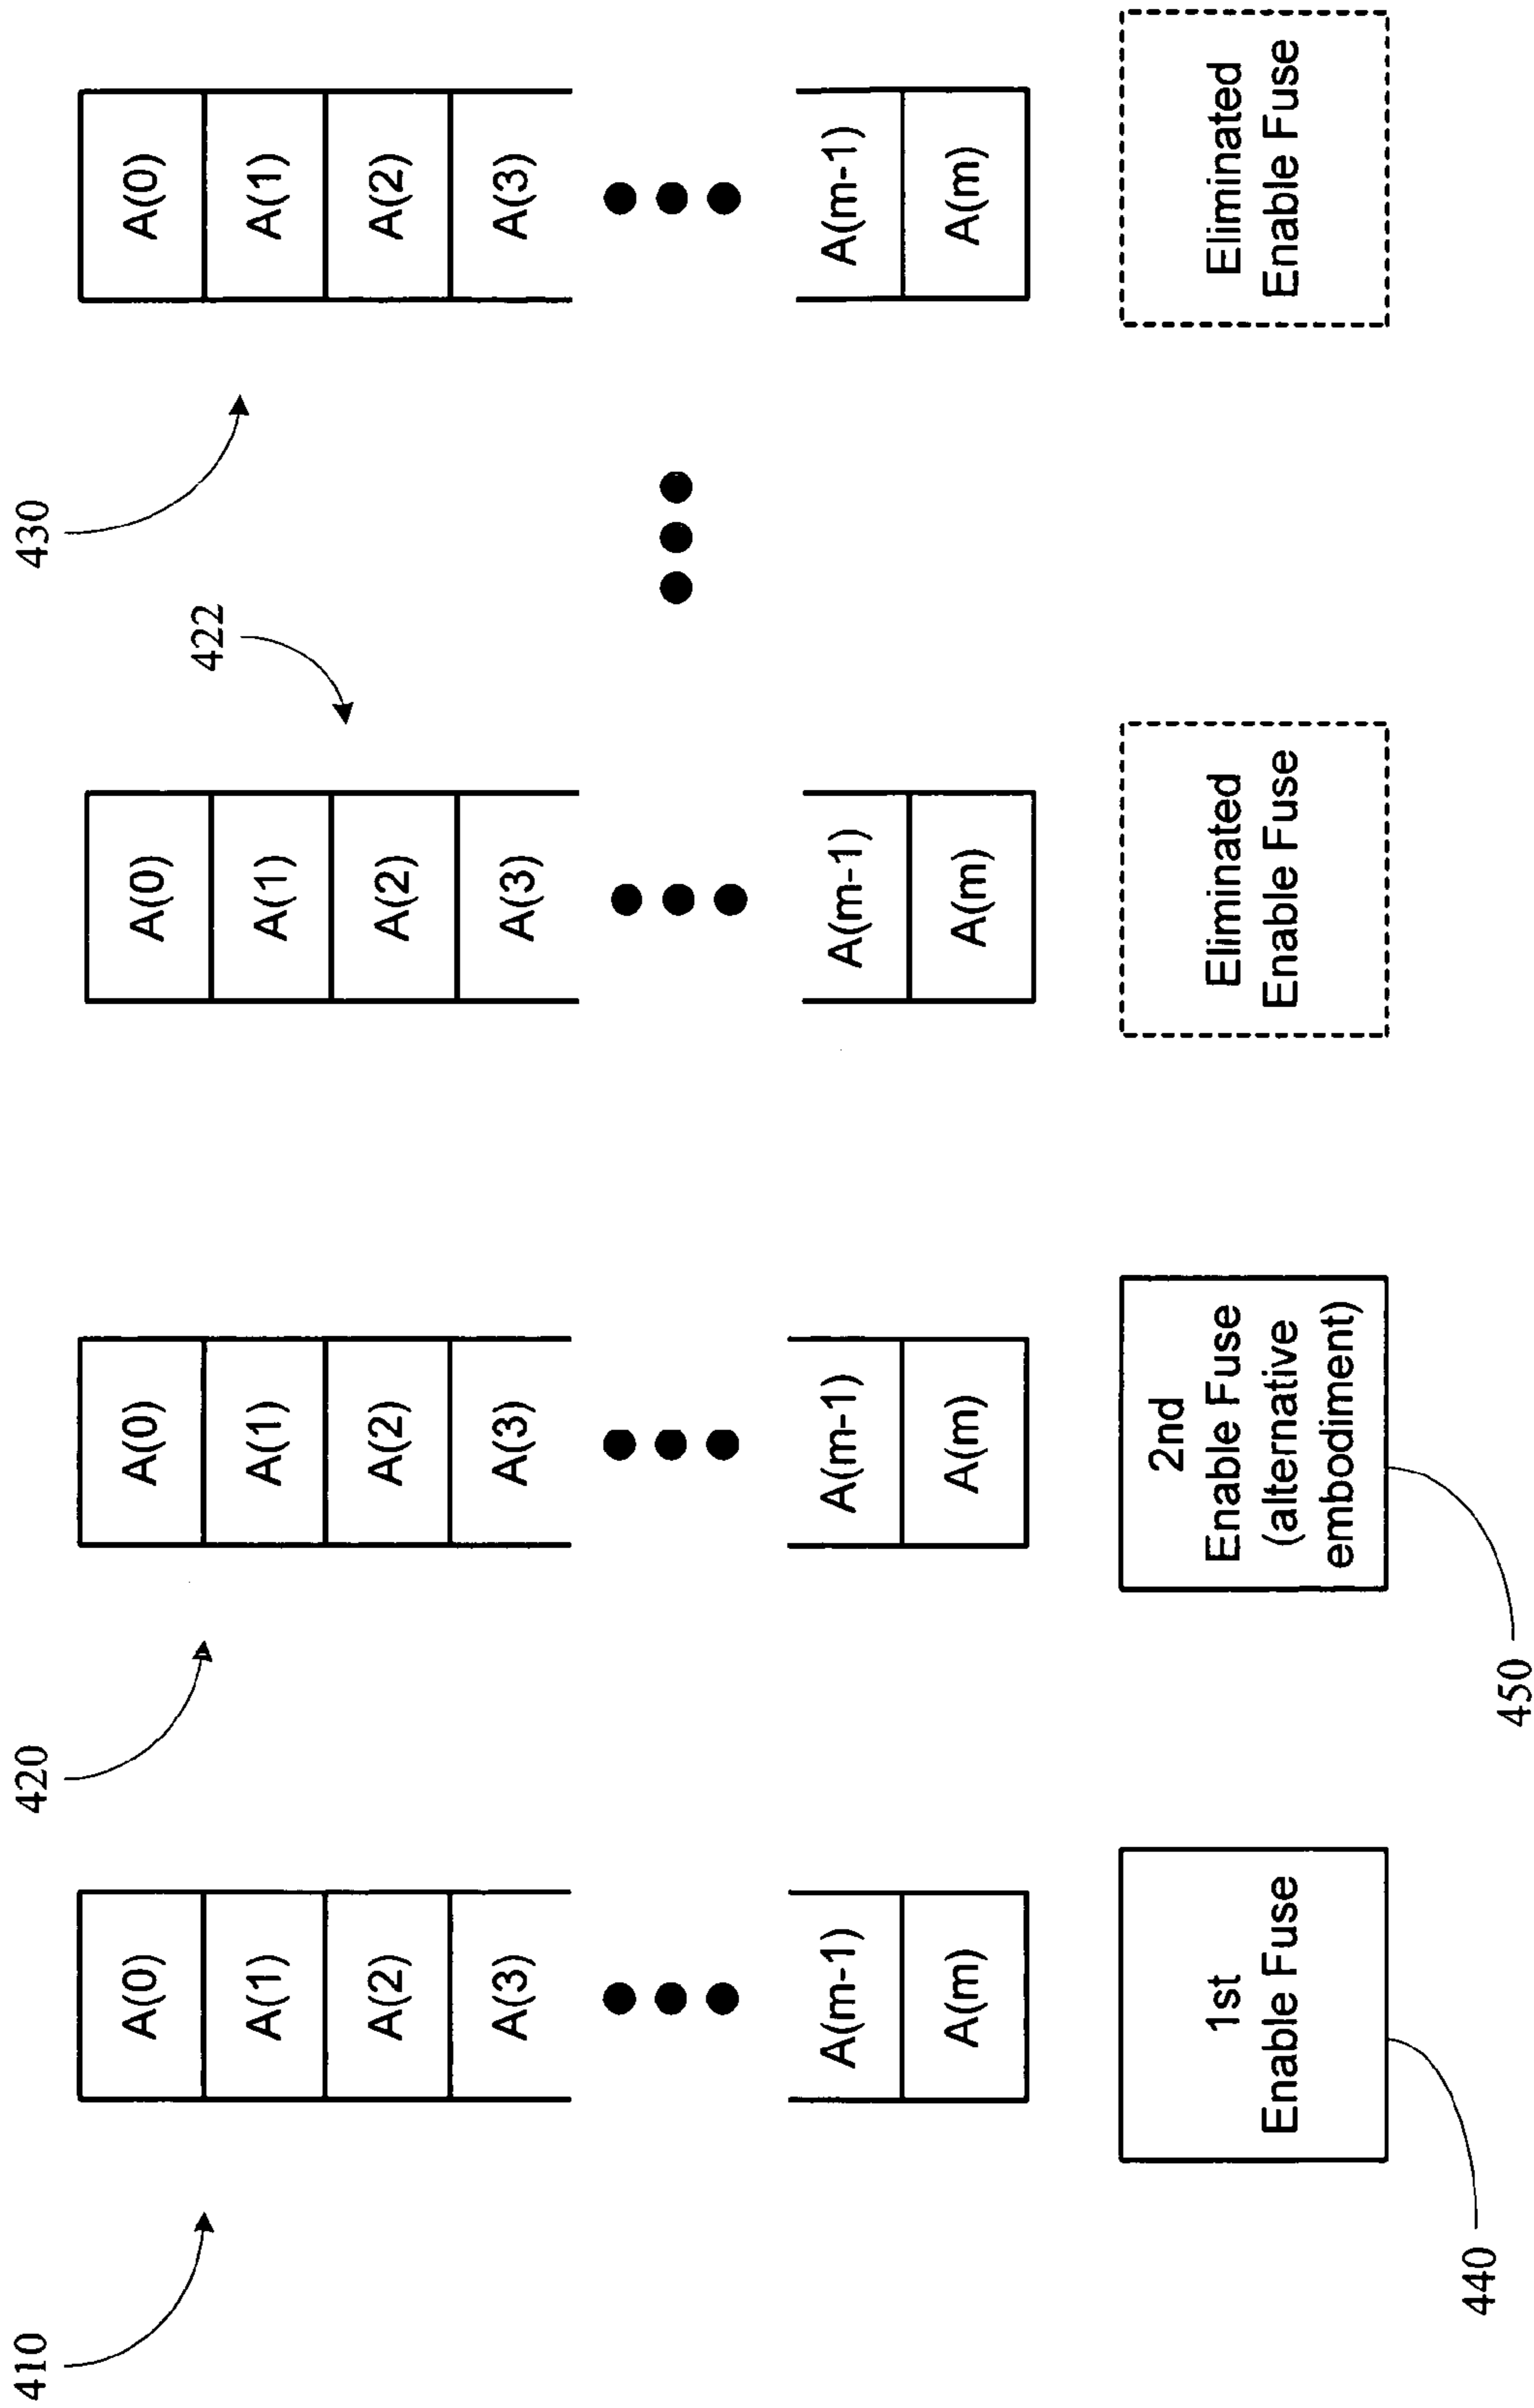 410
420
430
422
A(0)
A(1)
A(2)
A(3)
A(m-1)
A(m)
1st
Enable Fuse
440
A(0)
A(1)
A(2)
A(3)
A(m-1)
A(m)
2nd
Enable Fuse
(alternative
embodiment)
450
A(0)
A(1)
A(2)
A(3)
A(m-1)
A(m)
Eliminated
Enable Fuse
A(0)
A(1)
A(2)
A(3)
A(m-1)
A(m)
Eliminated
Enable Fuse